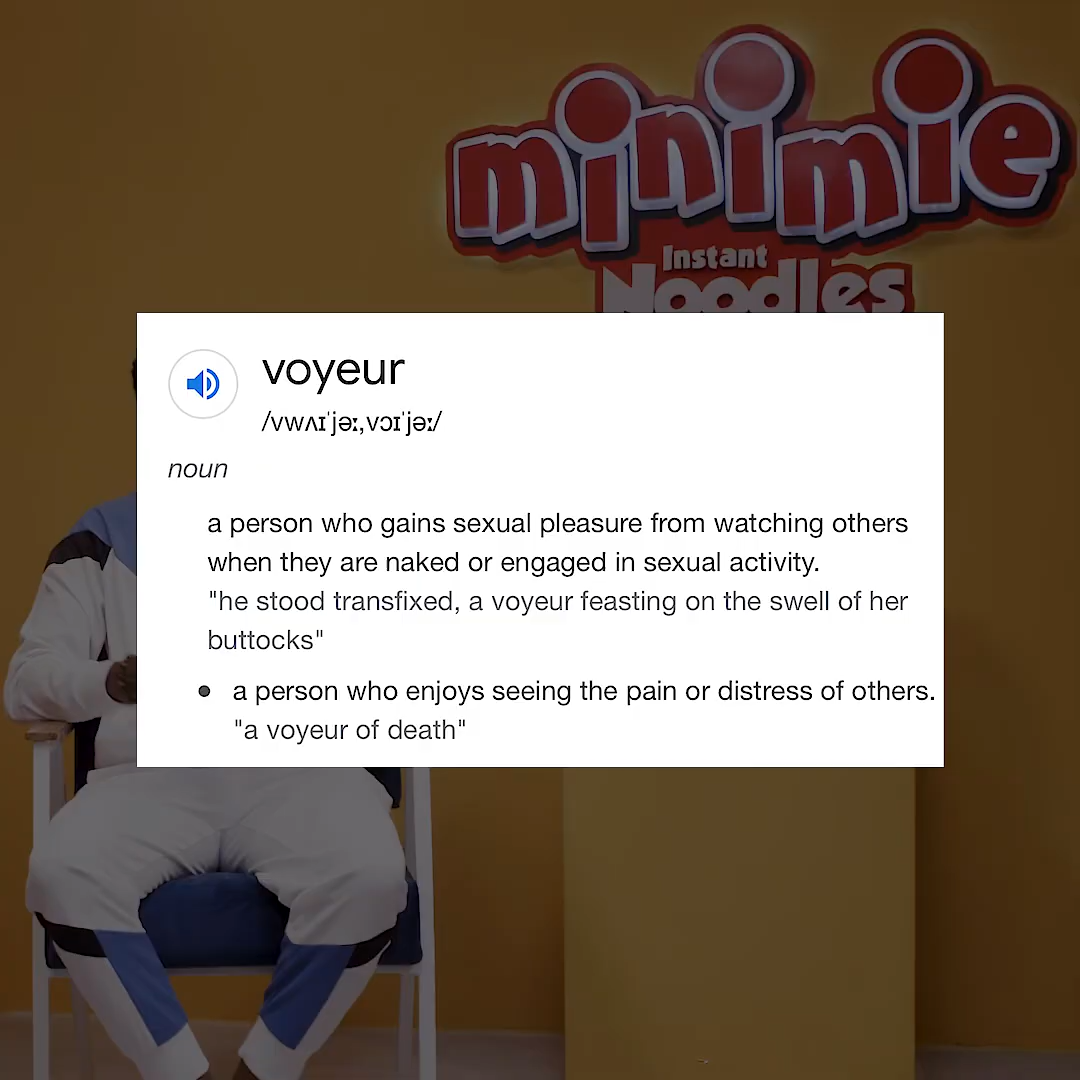 minimie
Instant
Noodles
voyeur
/vwʌɪˈjəː,vɔɪˈjəː/
noun
a person who gains sexual pleasure from watching others
when they are naked or engaged in sexual activity.
"he stood transfixed, a voyeur feasting on the swell of her
buttocks"
• a person who enjoys seeing the pain or distress of others.
"a voyeur of death"